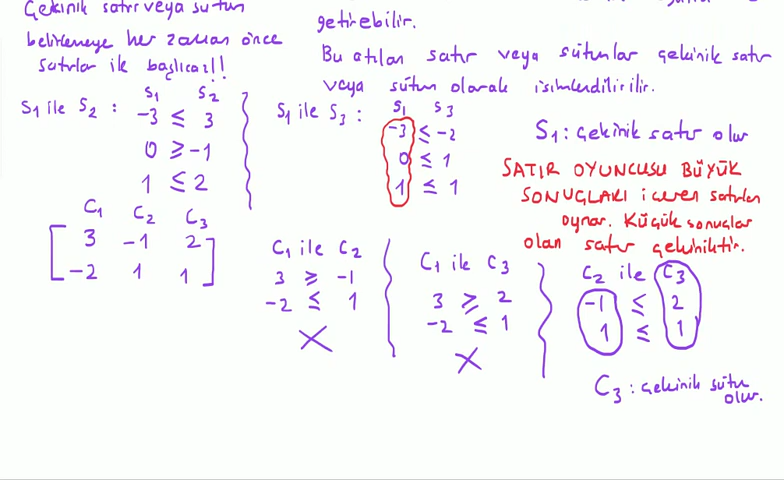 Çekinik satır veya sütun
belirlemeye her zaman önce
satırlar ile başlıcaz!!
getirebilir.
Bu atılan satır veya sütunlar çekinik satır
veya sütun olarak isimlendirilir.
S1 ile S2 :
S1 S2
-3 ≤ 3
0 ≥ -1
1 ≤ 2
S1 ile S3 :
S1 S3
-3 ≤ -2
0 ≤ 1
1 ≤ 1
S1 : çekinik satır olur
SATIR OYUNCUSU BÜYÜK
SONUÇLARI içeren satırları
oynar. Küçük sonuçlar
olan satır çekiniktir.
C1 C2 C3
3 -1 2
-2 1 1
C1 ile C2
3 ≥ -1
-2 ≤ 1
X
C1 ile C3
3 ≥ 2
-2 ≤ 1
X
C2 ile C3
-1 ≤ 2
1 ≤ 1
C3 : çekinik sütun
olur.